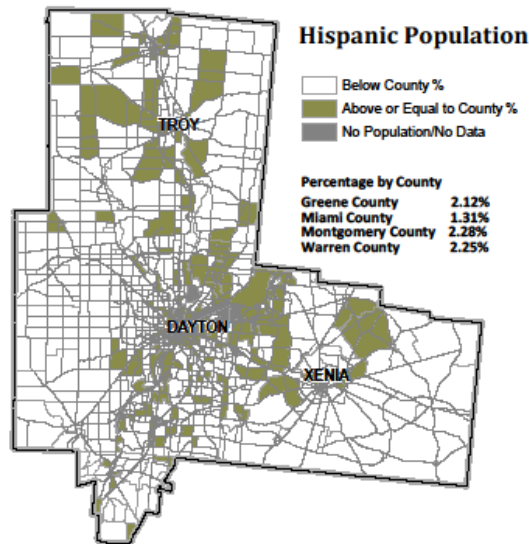 Hispanic Population
Below County %
Above or Equal to County %
No Population/No Data
Percentage by County
Greene County 2.12%
Miami County 1.31%
Montgomery County 2.28%
Warren County 2.25%
TROY
DAYTON
XENIA